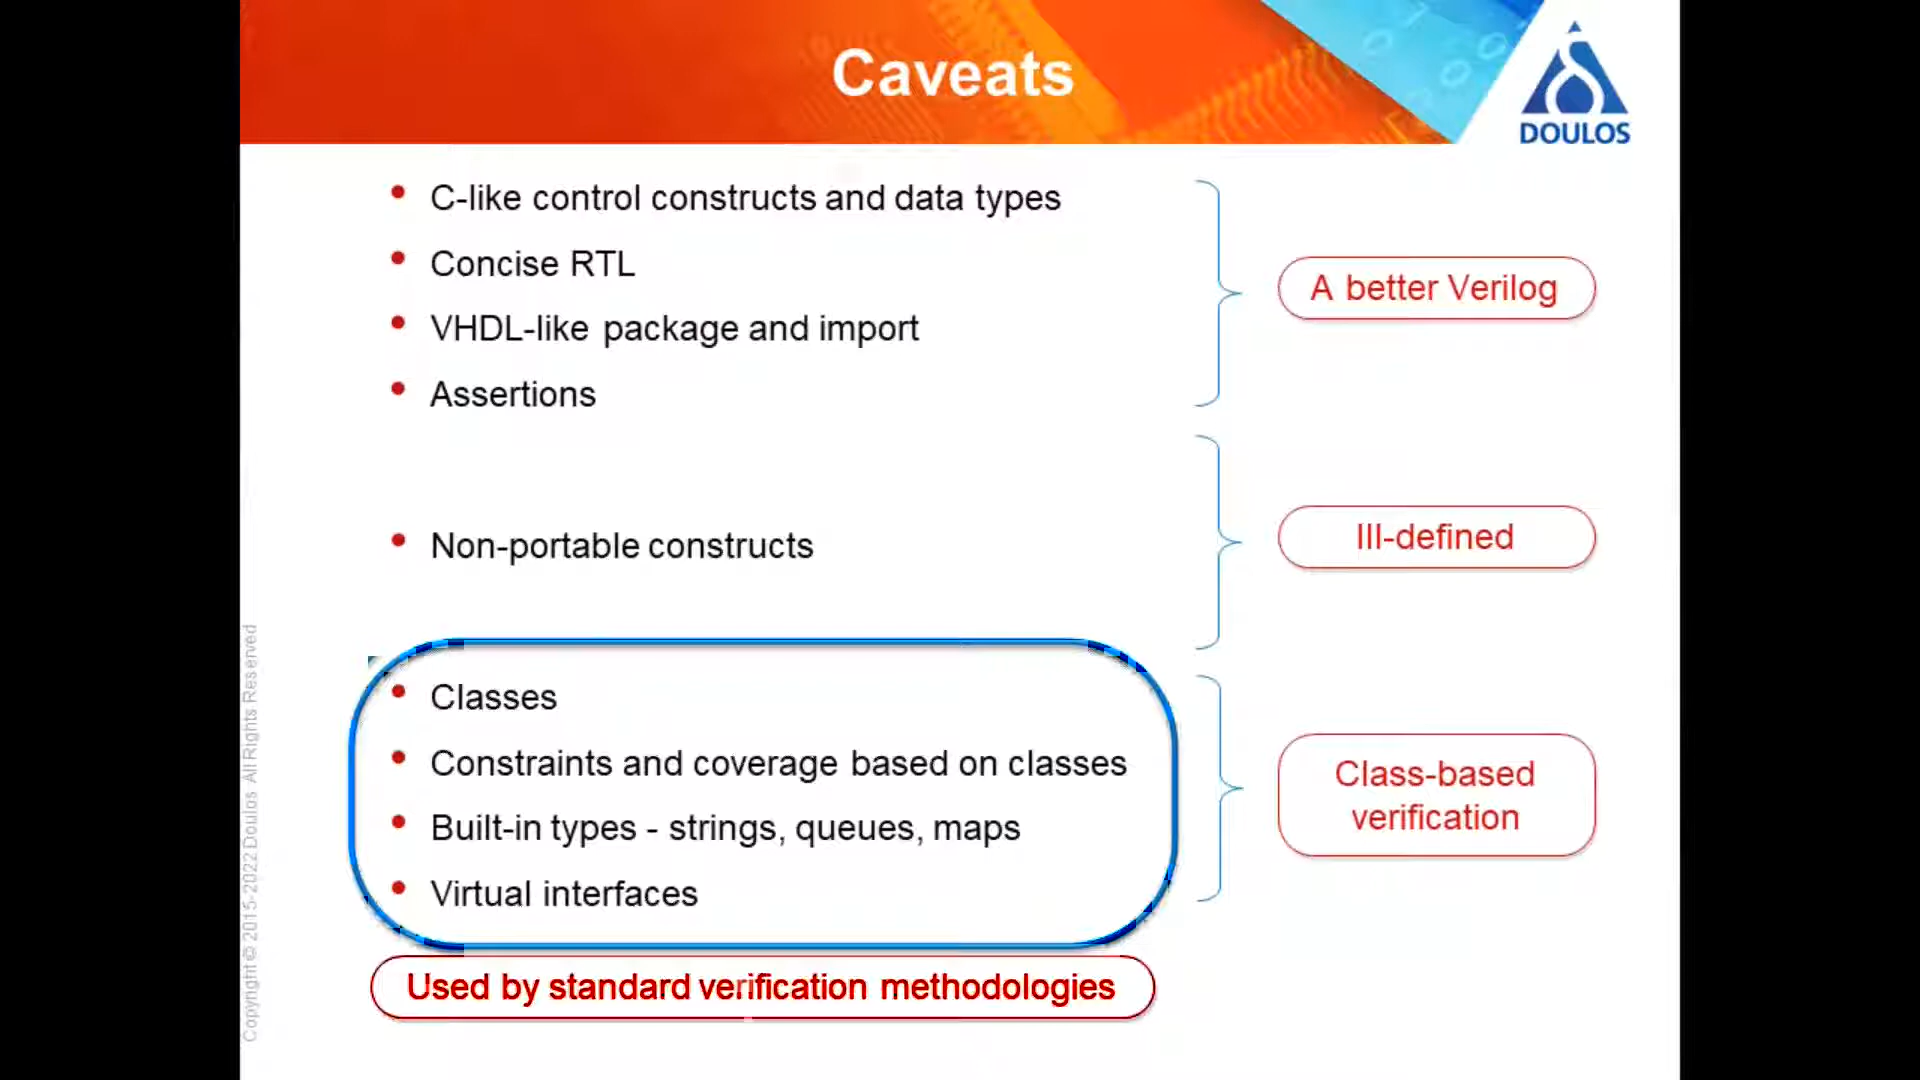 Caveats
DOULOS
C-like control constructs and data types
Concise RTL
VHDL-like package and import
Assertions
A better Verilog
Non-portable constructs
Ill-defined
Classes
Constraints and coverage based on classes
Built-in types - strings, queues, maps
Virtual interfaces
Class-based
verification
Used by standard verification methodologies
Copyright © 2015-2022 Doulos All Rights Reserved